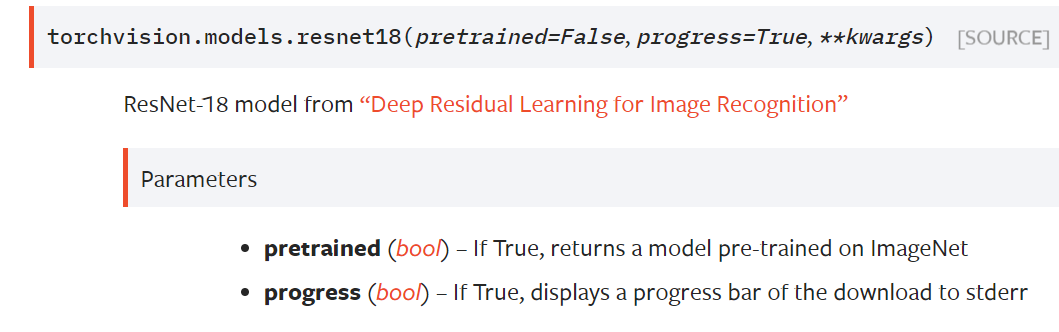 torchvision.models.resnet18(pretrained=False, progress=True, **kwargs) [SOURCE]
ResNet-18 model from “Deep Residual Learning for Image Recognition”
Parameters
• pretrained (bool) – If True, returns a model pre-trained on ImageNet
• progress (bool) – If True, displays a progress bar of the download to stderr